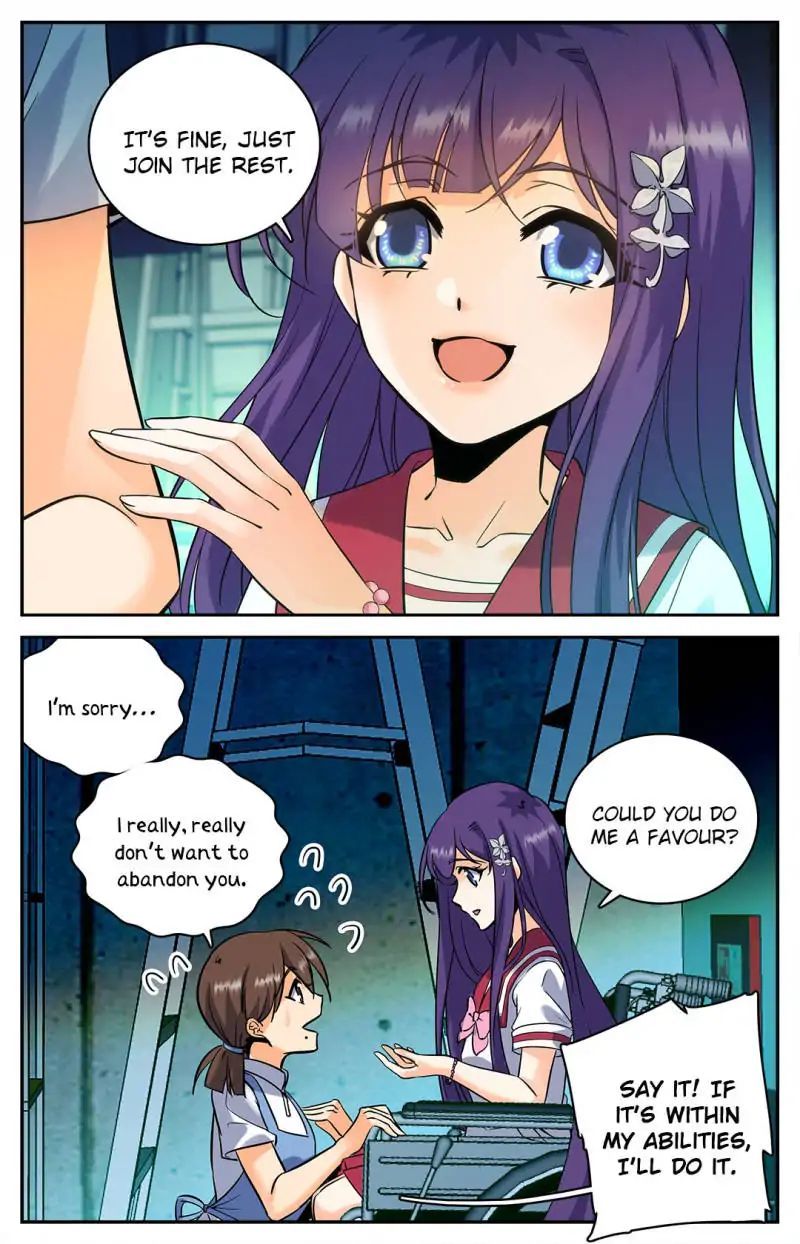 IT'S FINE, JUST
JOIN THE REST.
I'm sorry...
I really, really
don't want to
abandon you.
COULD YOU DO
ME A FAVOUR?
SAY IT! IF
IT'S WITHIN
MY ABILITIES,
I'LL DO IT.